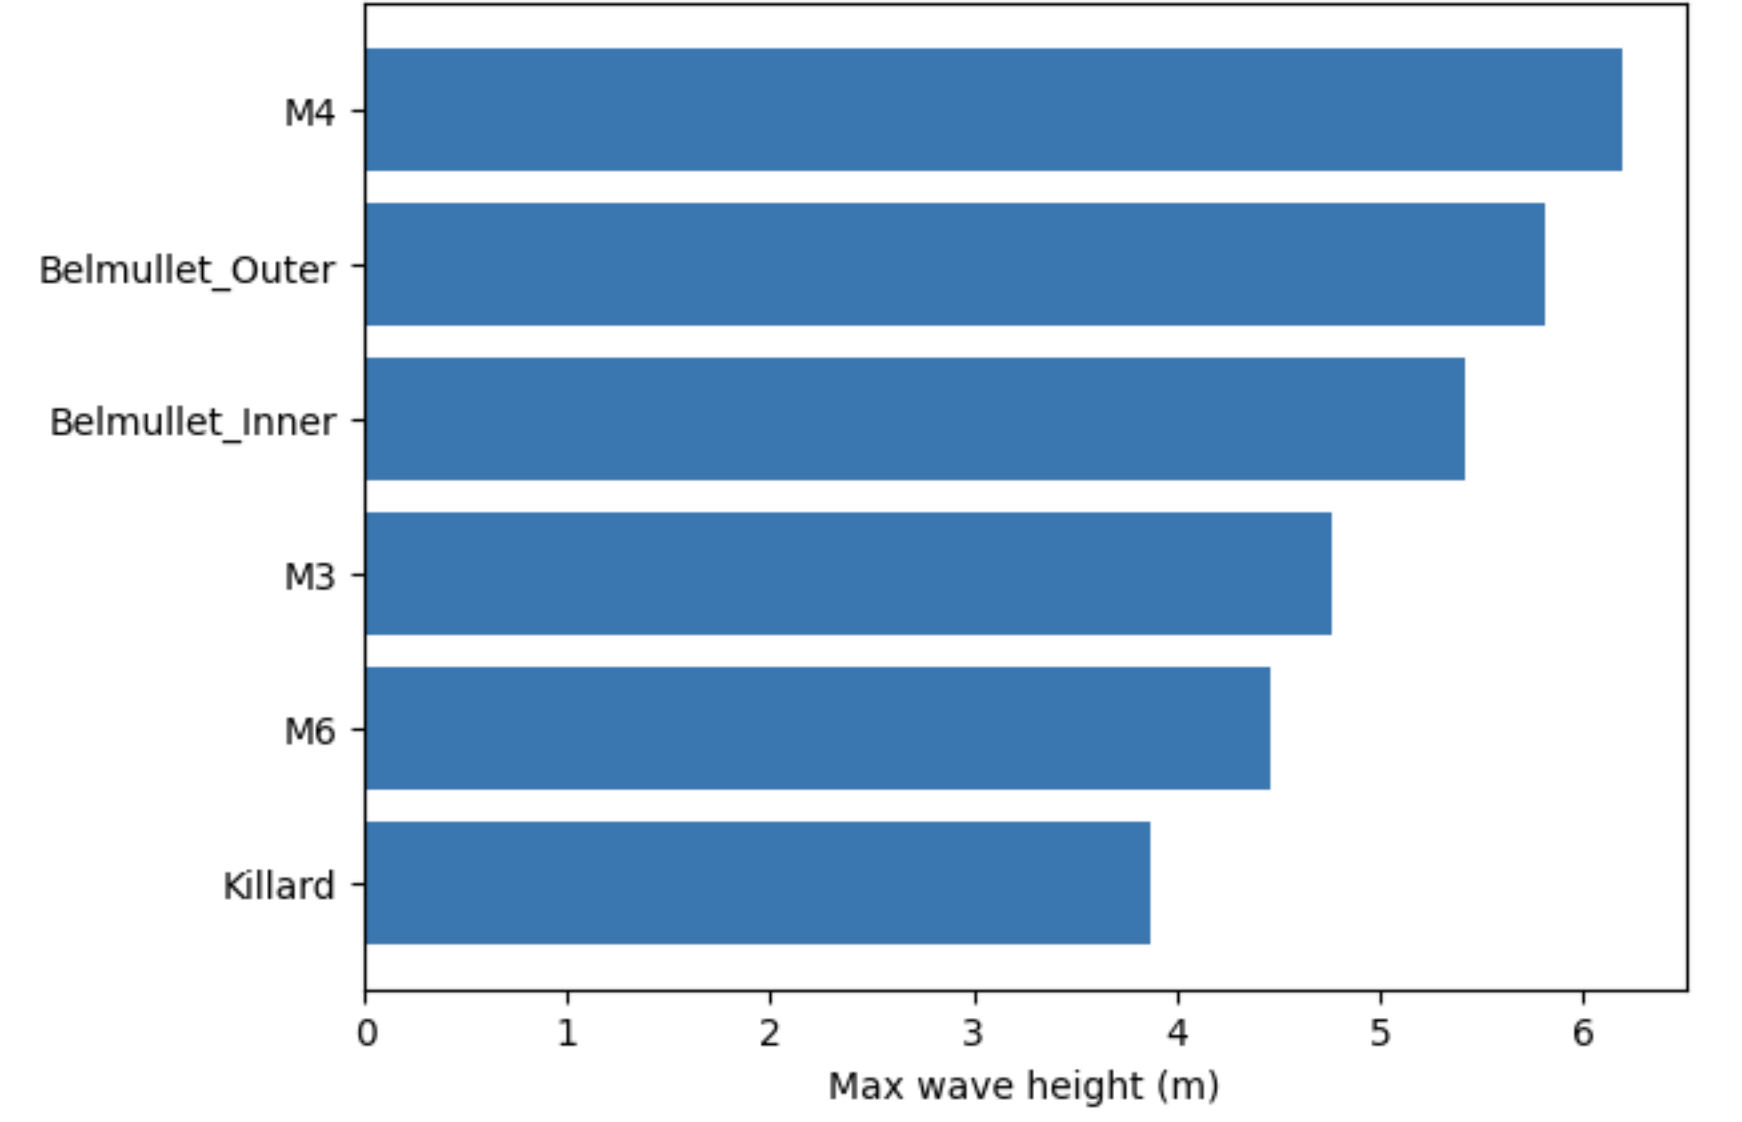 M4
Belmullet_Outer
Belmullet_Inner
M3
M6
Killard
0 1 2 3 4 5 6
Max wave height (m)